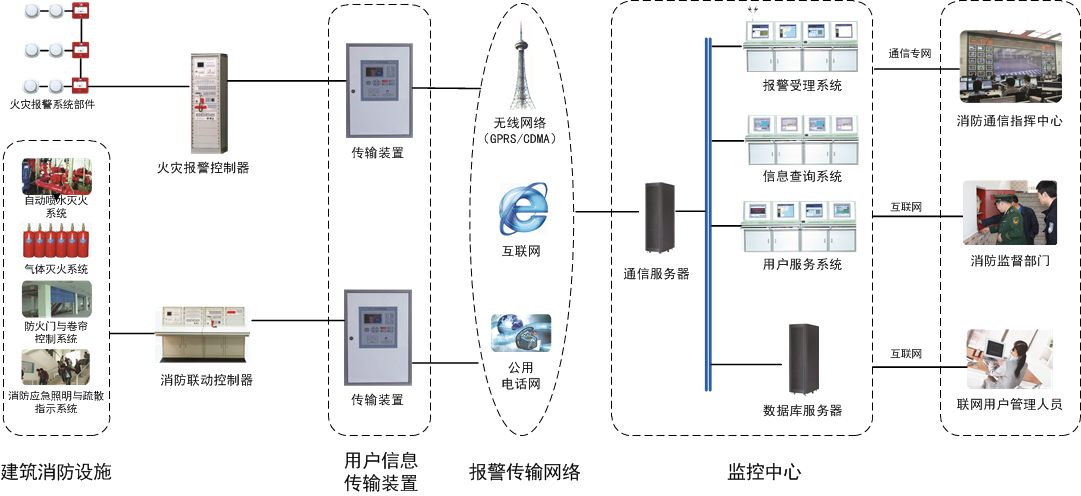 火灾报警系统部件
自动喷水灭火
系统
气体灭火系统
防火门与卷帘
控制系统
消防应急照明与疏散
指示系统
建筑消防设施
火灾报警控制器
消防联动控制器
传输装置
传输装置
用户信息
传输装置
无线网络
（GPRS/CDMA）
互联网
公用
电话网
报警传输网络
通信服务器
报警受理系统
信息查询系统
用户服务系统
数据库服务器
监控中心
通信专网
互联网
互联网
消防通信指挥中心
消防监督部门
联网用户管理人员